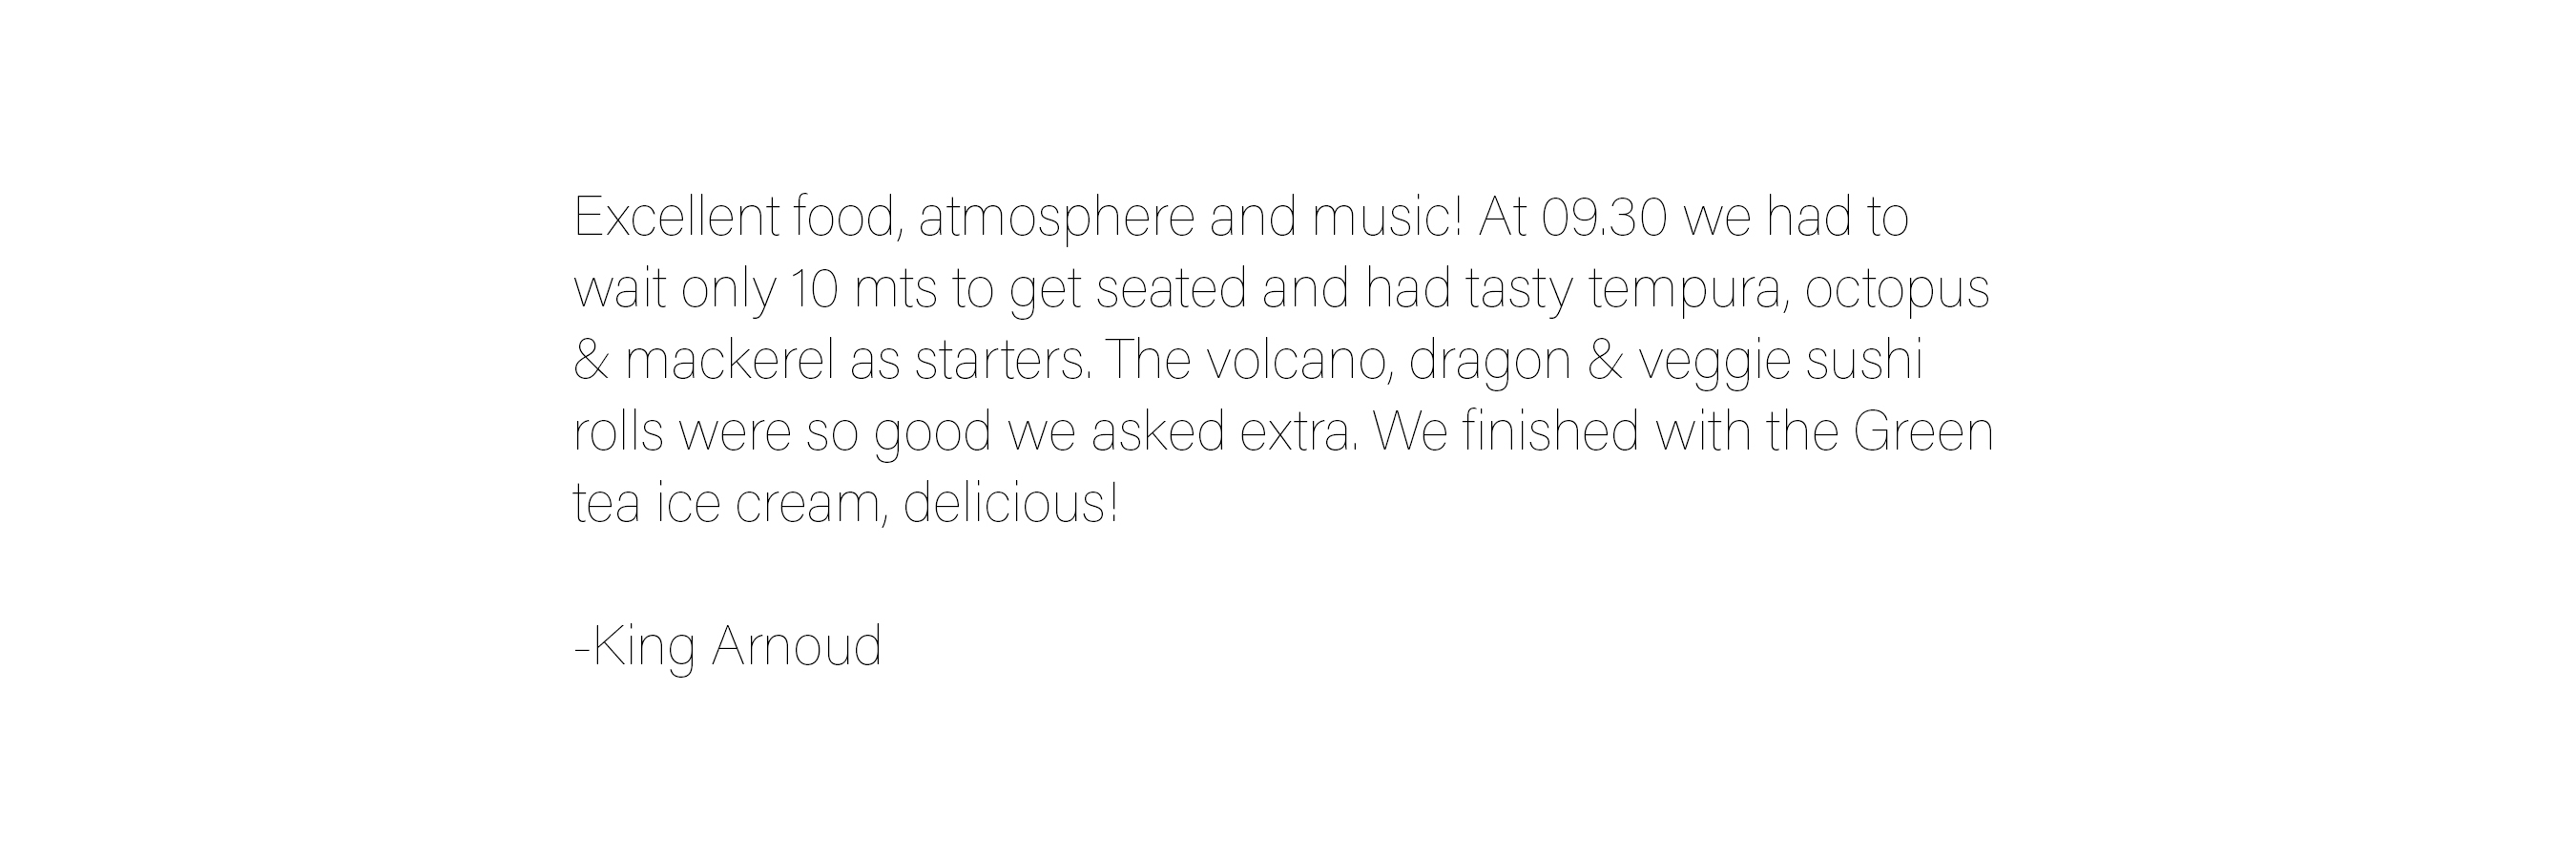 Excellent food, atmosphere and music! At 09.30 we had to
wait only 10 mts to get seated and had tasty tempura, octopus
& mackerel as starters. The volcano, dragon & veggie sushi
rolls were so good we asked extra. We finished with the Green
tea ice cream, delicious!
-King Arnoud